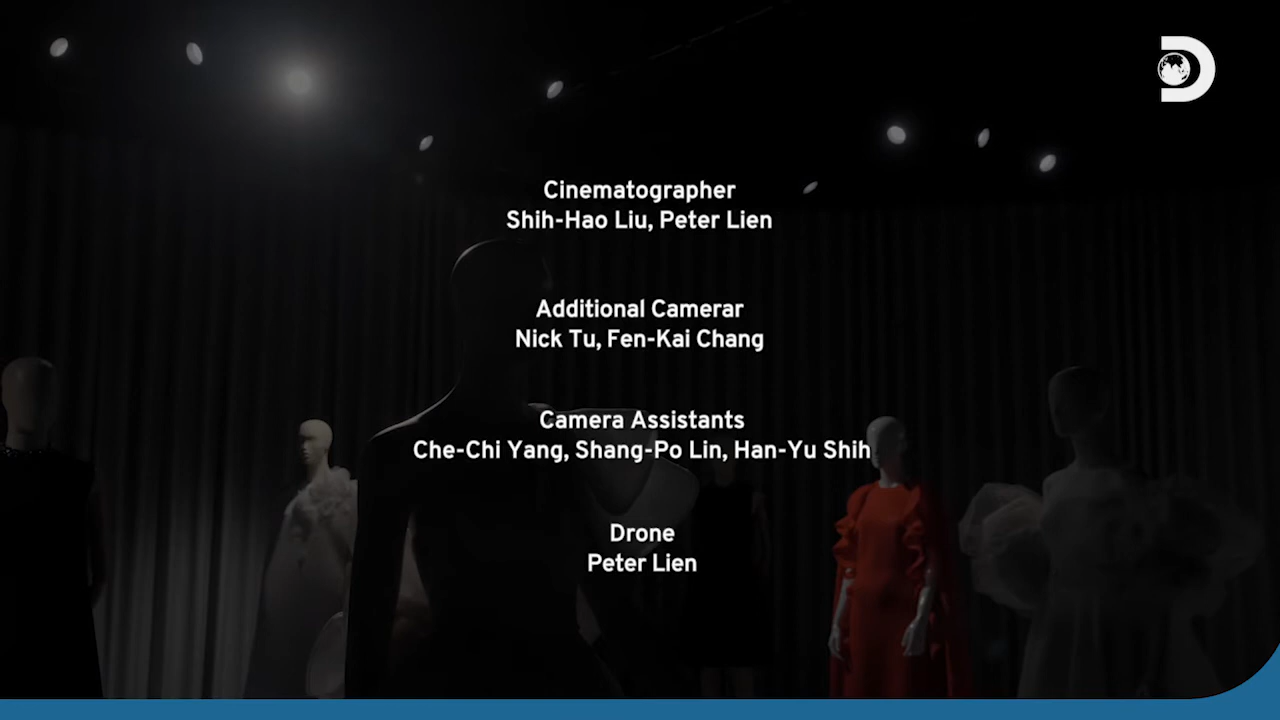 Cinematographer
Shih-Hao Liu, Peter Lien
Additional Camerar
Nick Tu, Fen-Kai Chang
Camera Assistants
Che-Chi Yang, Shang-Po Lin, Han-Yu Shih
Drone
Peter Lien